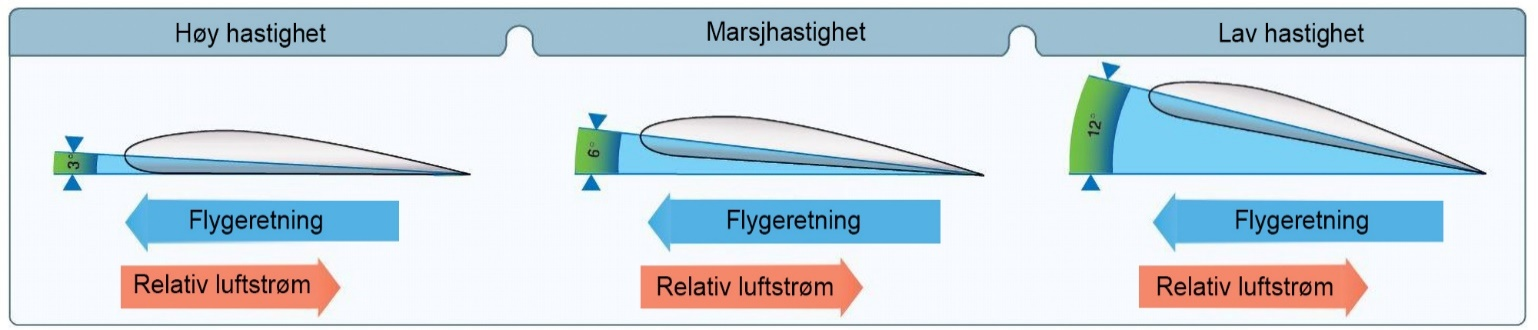 Høy hastighet
Marsjhastighet
Lav hastighet
3°
6°
12°
Flygeretning
Flygeretning
Flygeretning
Relativ luftstrøm
Relativ luftstrøm
Relativ luftstrøm